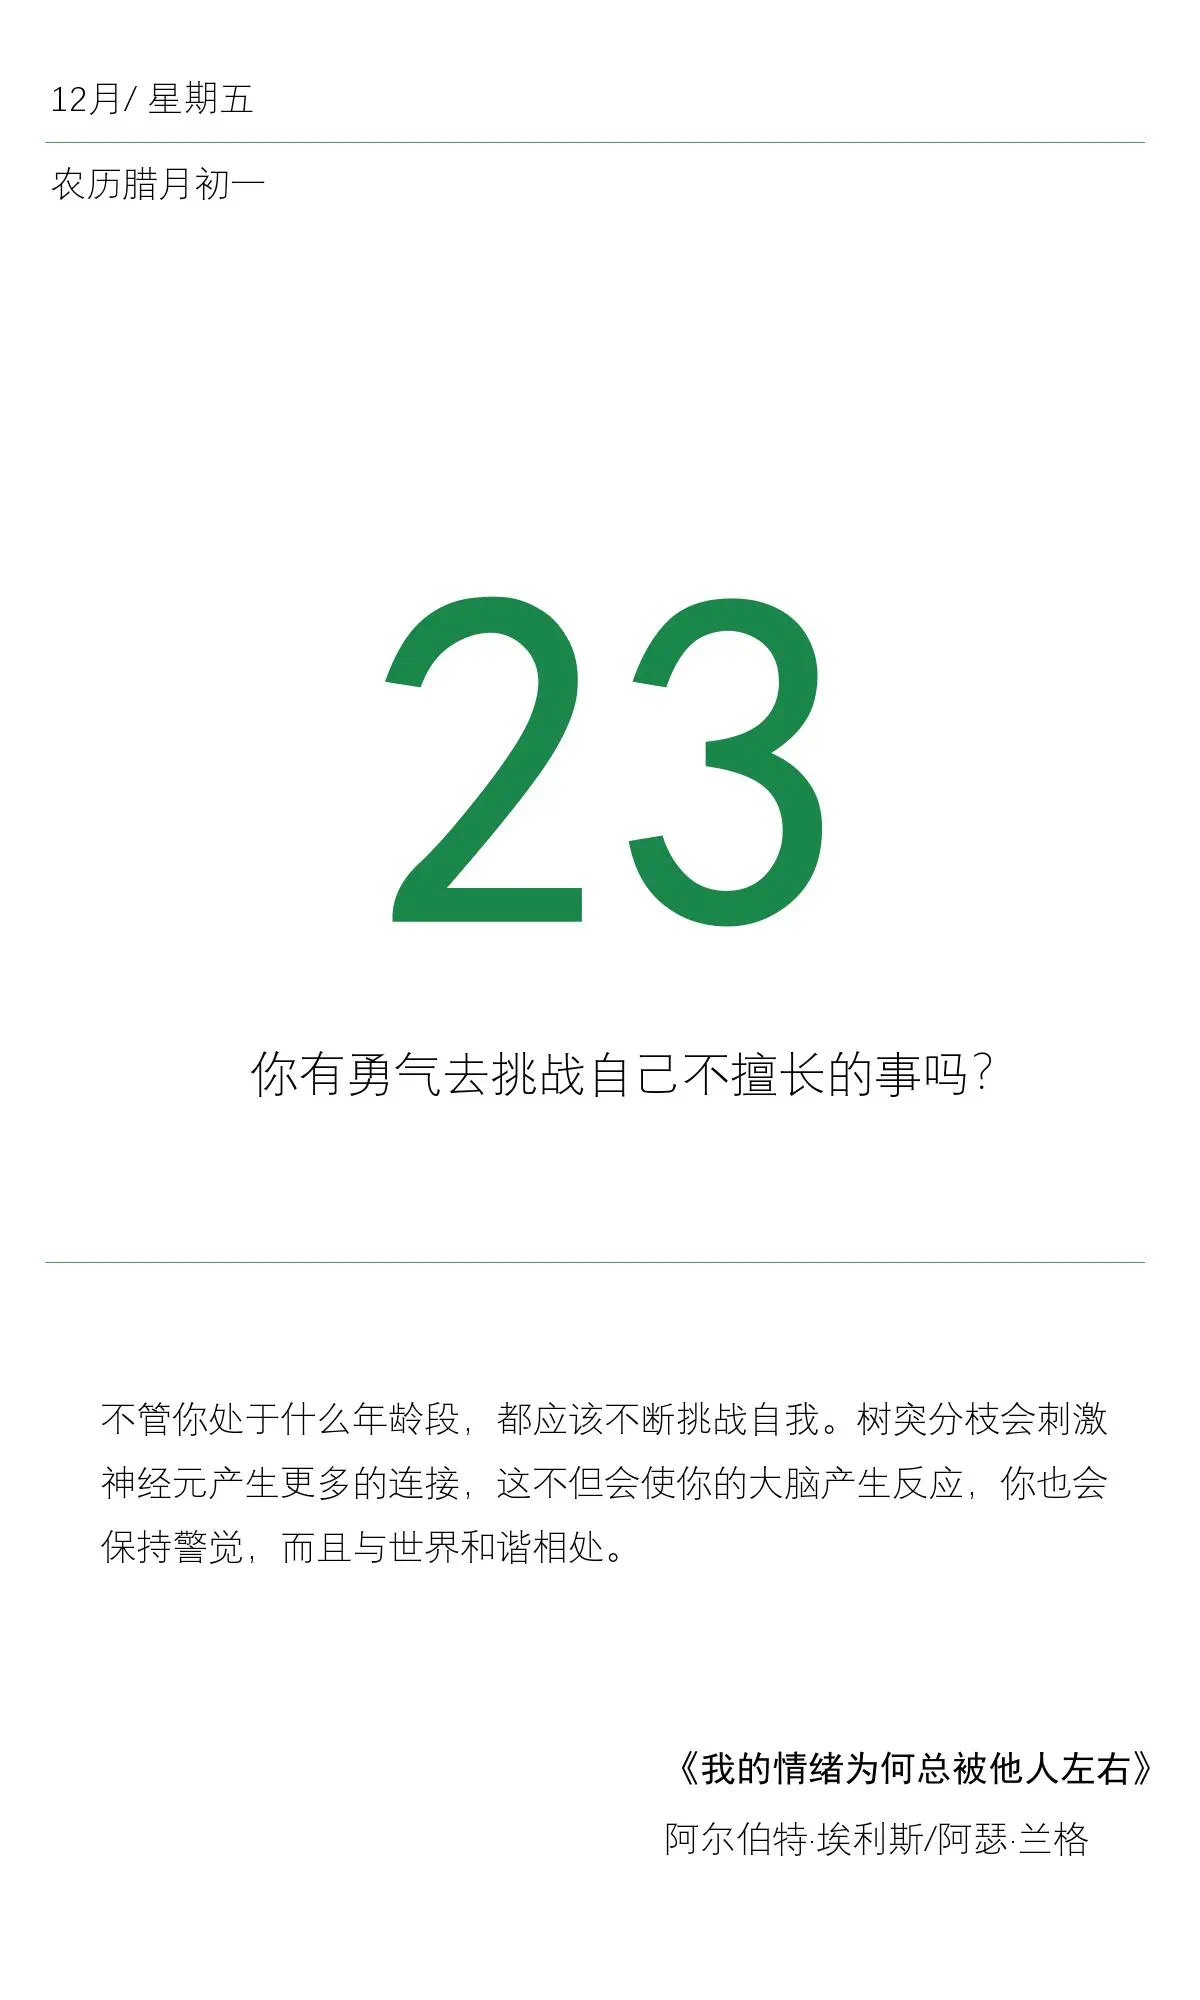 12月/ 星期五
农历腊月初一
23
你有勇气去挑战自己不擅长的事吗？
不管你处于什么年龄段，都应该不断挑战自我。树突分枝会刺激
神经元产生更多的连接，这不但会使你的大脑产生反应，你也会
保持警觉，而且与世界和谐相处。
《我的情绪为何总被他人左右》
阿尔伯特·埃利斯/阿瑟·兰格